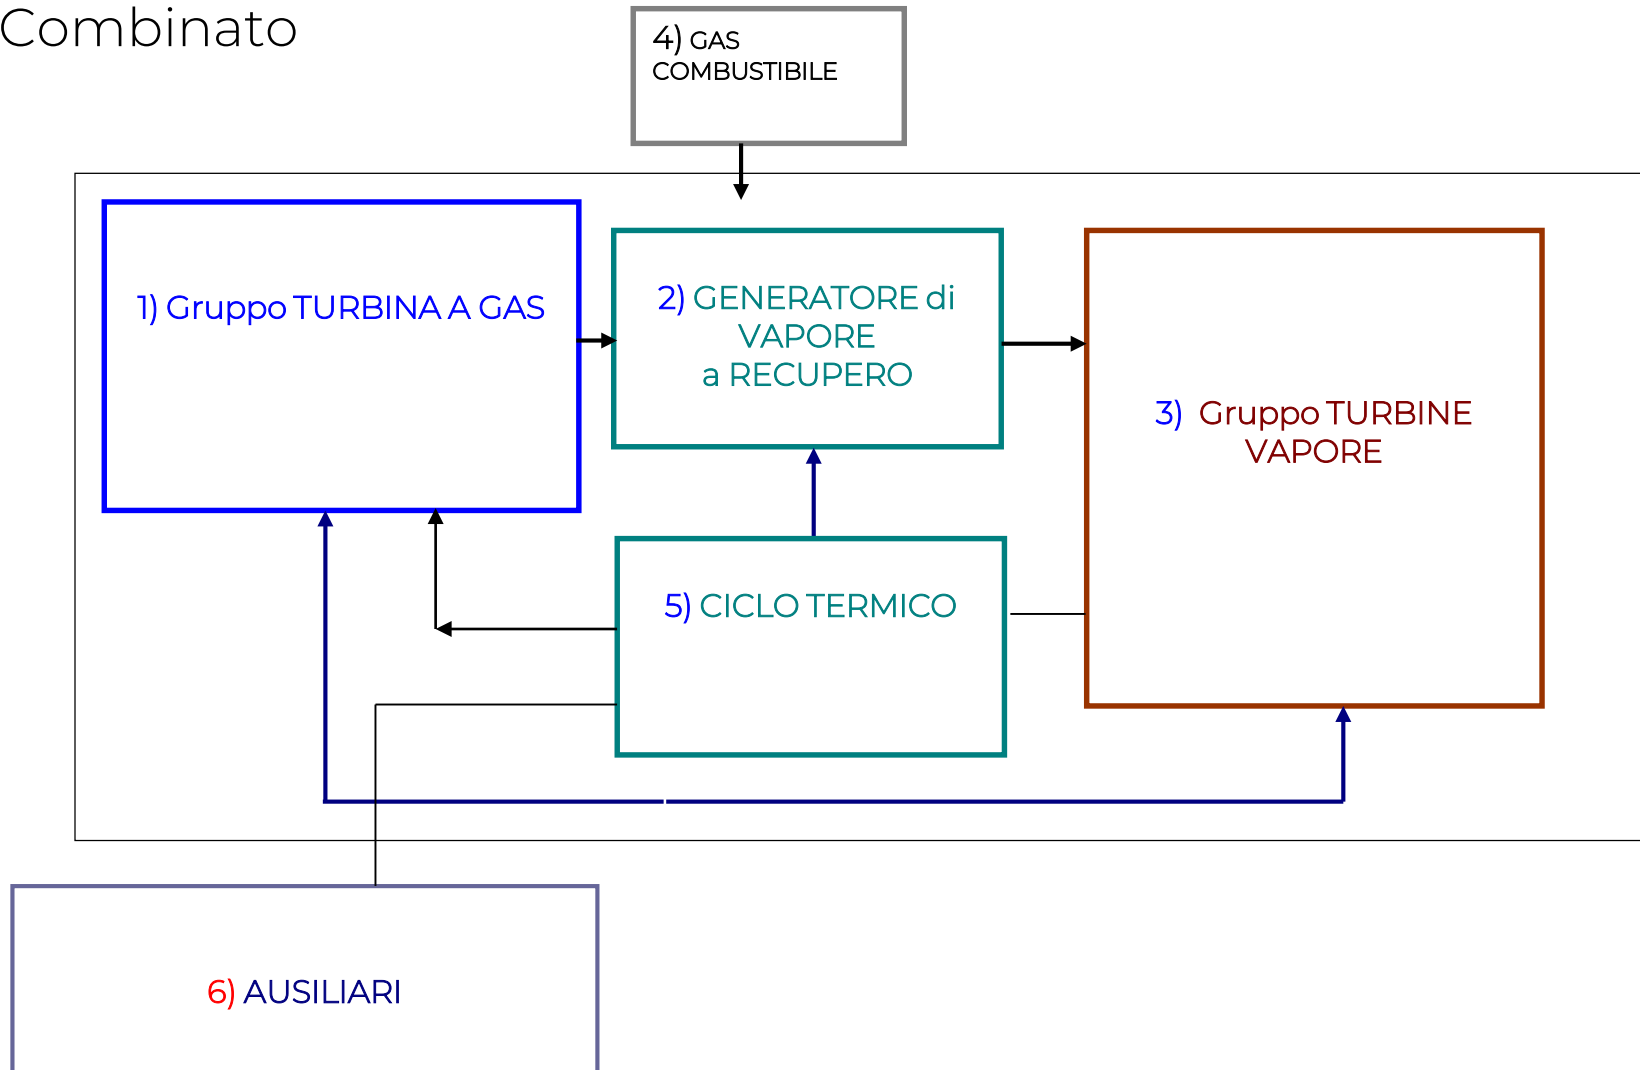 Combinato
4) GAS
COMBUSTIBILE
1) Gruppo TURBINA A GAS
2) GENERATORE di
VAPORE
a RECUPERO
3) Gruppo TURBINE
VAPORE
5) CICLO TERMICO
6) AUSILIARI